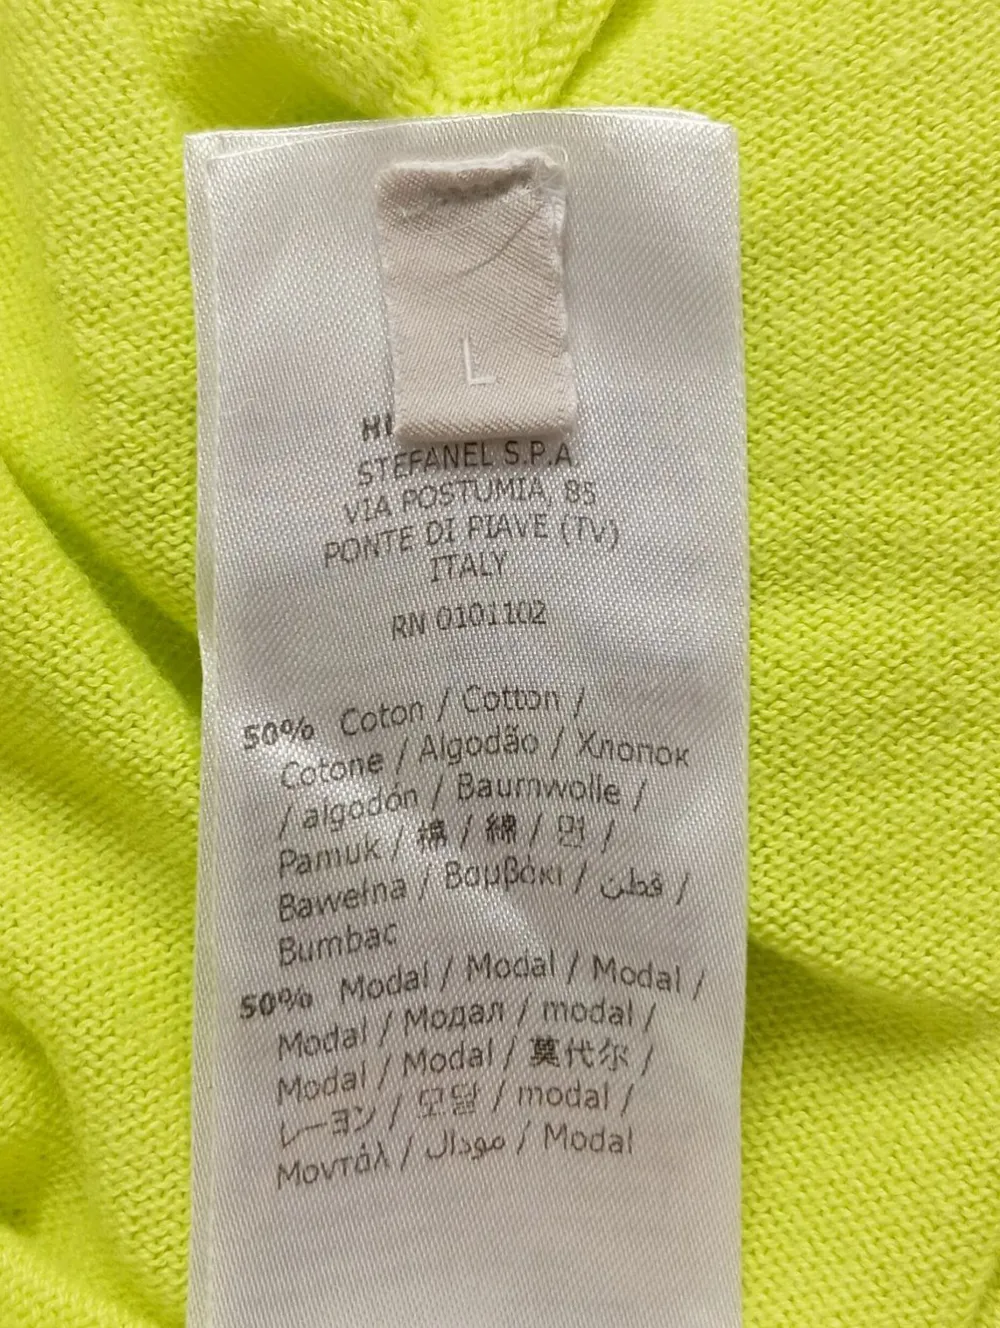 L
STEFANEL S.P.A.
VIA POSTUMIA, 85
PONTE DI PIAVE (TV)
ITALY
RN 0101102
50% Coton / Cotton /
Cotone / Algodão / Хлопок
/ algodón / Baumwolle /
Pamuk / 棉 / 綿 / 면 /
Bawełna / Βαμβάκι / قطن /
Bumbac
50% Modal / Modal / Modal /
Modal / Модал / modal /
Modal / Modal / 莫代尔 /
レーヨン / 모달 / modal /
Μοντάλ / مودال / Modal